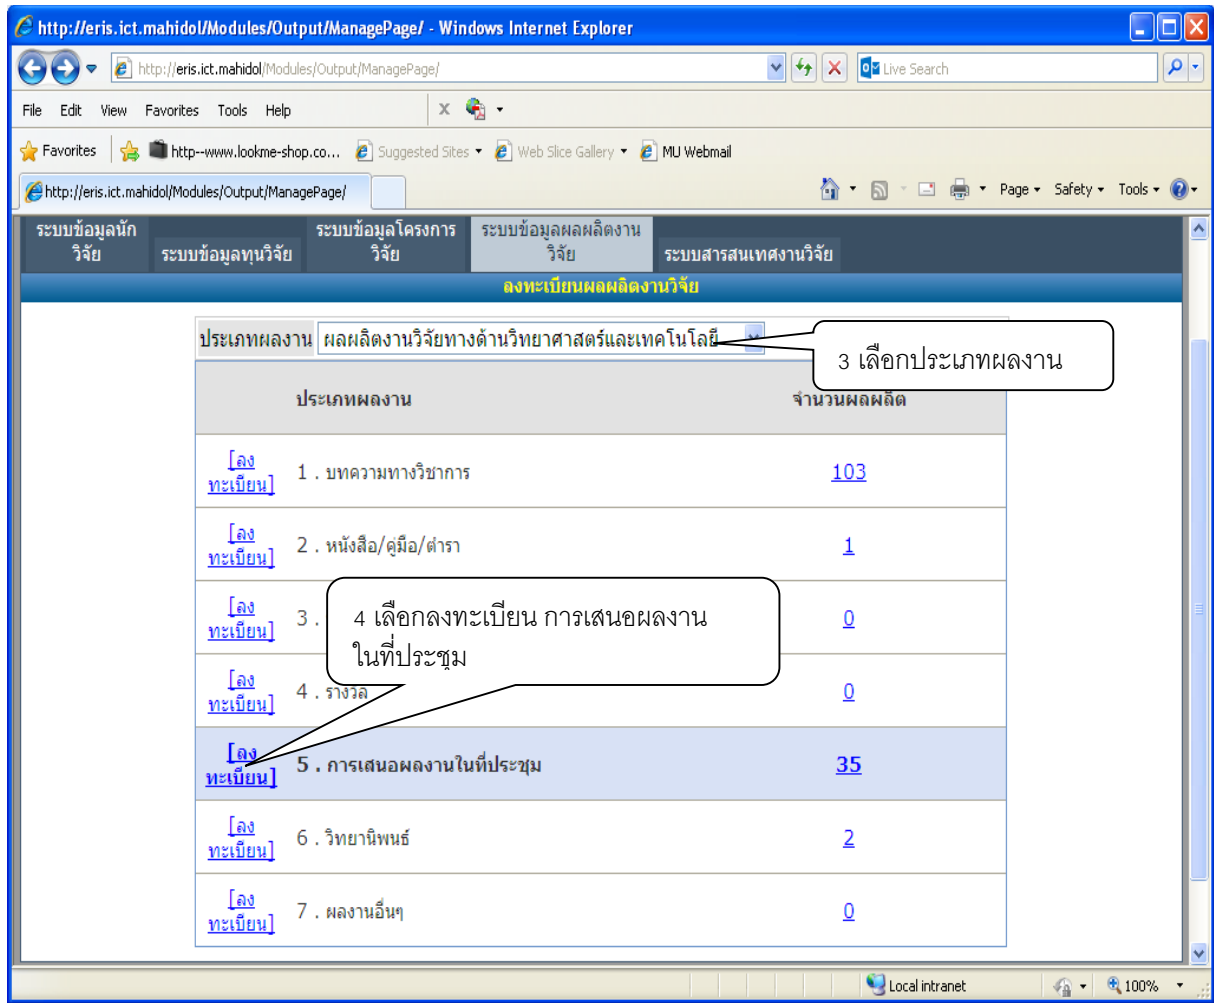 http://eris.ict.mahidol/Modules/Output/ManagePage/ - Windows Internet Explorer
http://eris.ict.mahidol/Modules/Output/ManagePage/
Live Search
File Edit View Favorites Tools Help
x
Favorites
http--www.lookme-shop.co...
Suggested Sites
Web Slice Gallery
MU Webmail
http://eris.ict.mahidol/Modules/Output/ManagePage/
Page Safety Tools
ระบบข้อมูลนัก
วิจัย
ระบบข้อมูลทุนวิจัย
ระบบข้อมูลโครงการ
วิจัย
ระบบข้อมูลผลผลิตงาน
วิจัย
ระบบสารสนเทศงานวิจัย
ลงทะเบียนผลผลิตงานวิจัย
ประเภทผลงาน ผลผลิตงานวิจัยทางด้านวิทยาศาสตร์และเทคโนโลยี
3 เลือกประเภทผลงาน
ประเภทผลงาน จำนวนผลผลิต
[ลง
ทะเบียน] 1 . บทความทางวิชาการ 103
[ลง
ทะเบียน] 2 . หนังสือ/คู่มือ/ตำรา 1
4 เลือกลงทะเบียน การเสนอผลงาน
ในที่ประชุม
[ลง
ทะเบียน] 3 . 0
[ลง
ทะเบียน] 4 . รางวัล 0
[ลง
ทะเบียน] 5 . การเสนอผลงานในที่ประชุม 35
[ลง
ทะเบียน] 6 . วิทยานิพนธ์ 2
[ลง
ทะเบียน] 7 . ผลงานอื่นๆ 0
Local intranet
100%